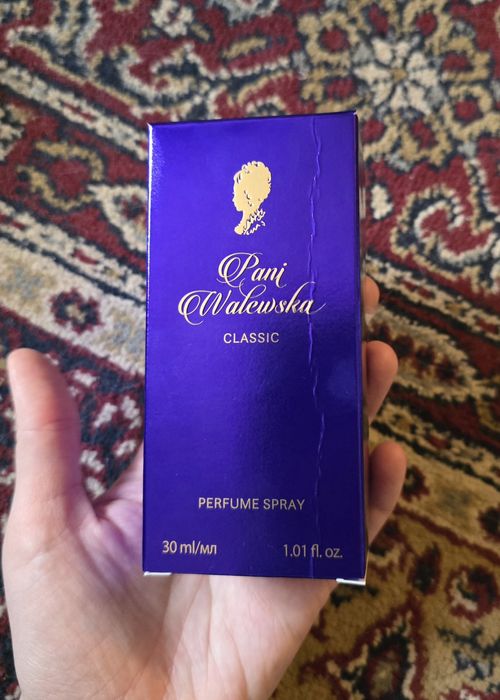 Pani
Walewska
CLASSIC
PERFUME SPRAY
30 ml/мл 1.01 fl. oz.